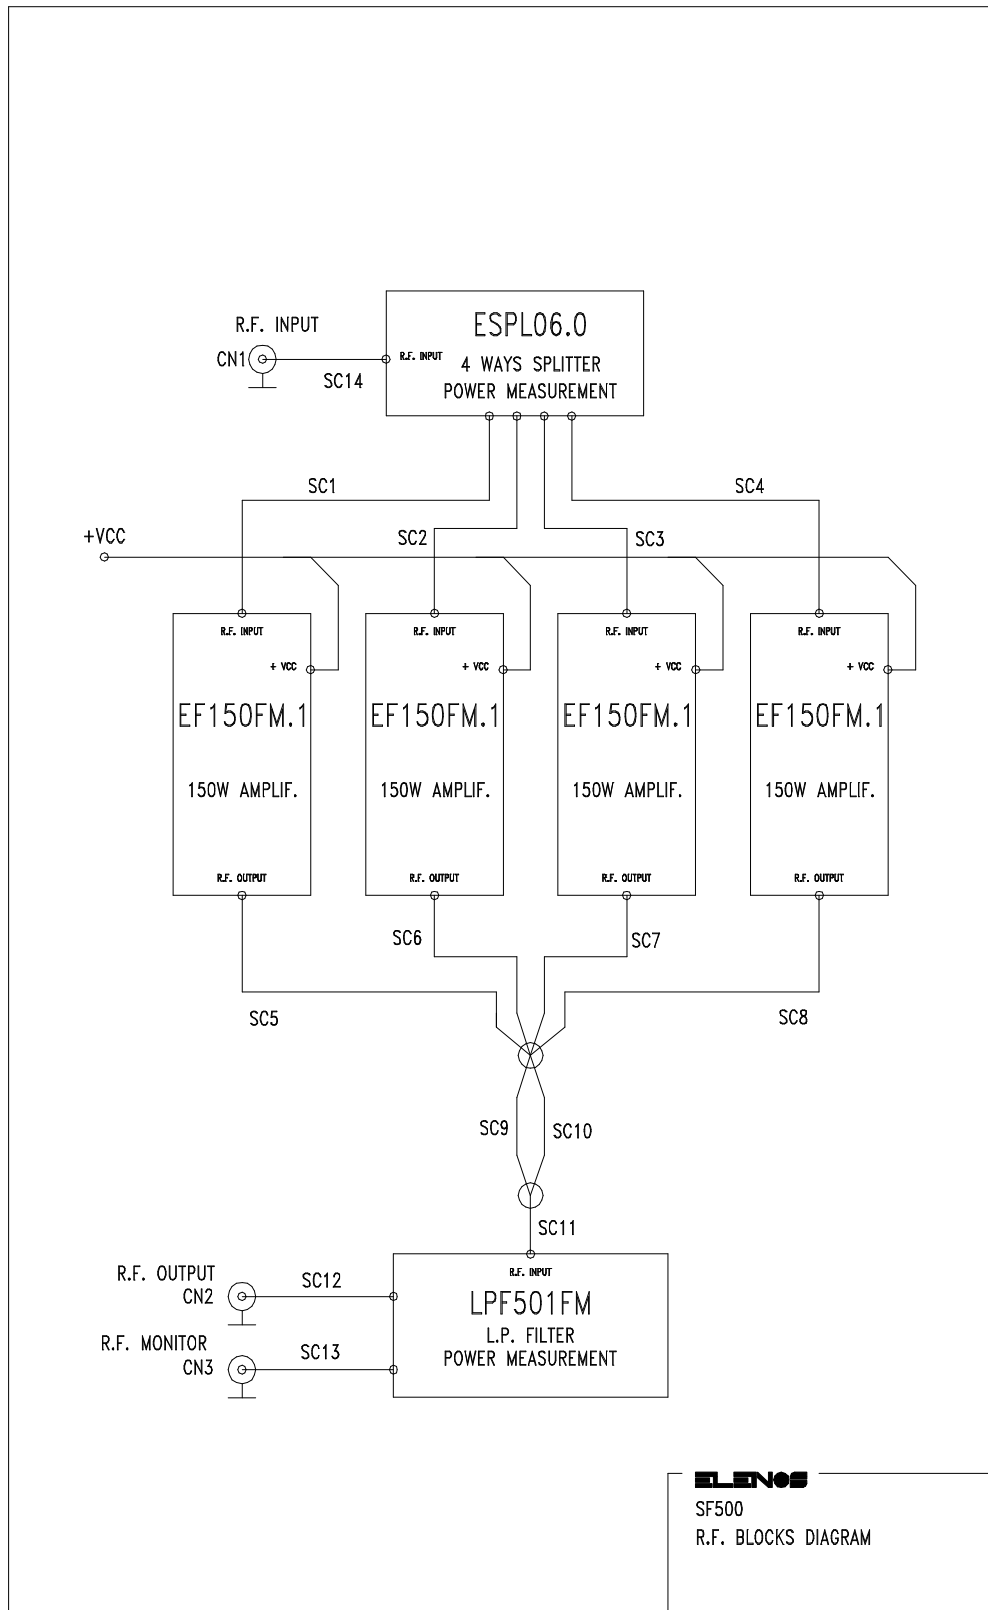 R.F. INPUT
CN1
SC14
R.F. INPUT
ESPL06.0
4 WAYS SPLITTER
POWER MEASUREMENT
SC1
SC4
SC2
SC3
+VCC
R.F. INPUT
R.F. INPUT
R.F. INPUT
R.F. INPUT
+ VCC
+ VCC
+ VCC
+ VCC
EF150FM.1
EF150FM.1
EF150FM.1
EF150FM.1
150W AMPLIF.
150W AMPLIF.
150W AMPLIF.
150W AMPLIF.
R.F. OUTPUT
R.F. OUTPUT
R.F. OUTPUT
R.F. OUTPUT
SC6
SC7
SC5
SC8
SC9
SC10
SC11
R.F. OUTPUT
CN2
SC12
R.F. MONITOR
CN3
SC13
R.F. INPUT
LPF501FM
L.P. FILTER
POWER MEASUREMENT
ELENOS
SF500
R.F. BLOCKS DIAGRAM